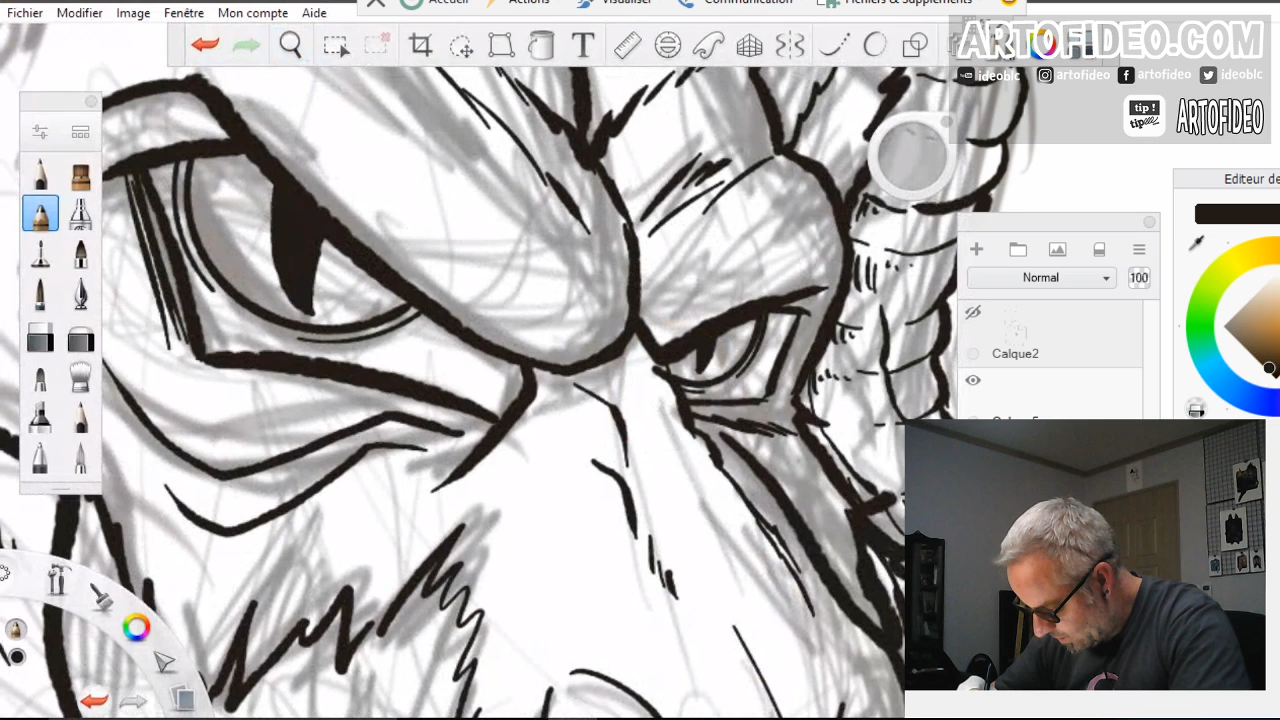 Fichier Modifier Image Fenêtre Mon compte Aide
Accueil Actions Visualiser Communication Fichiers & Suppléments
ARTOFIDEO.COM
ideoblc artofideo artofideo ideoblc
tip! tip! ARTOFIDEO
Editeur de
Normal 100
Calque2